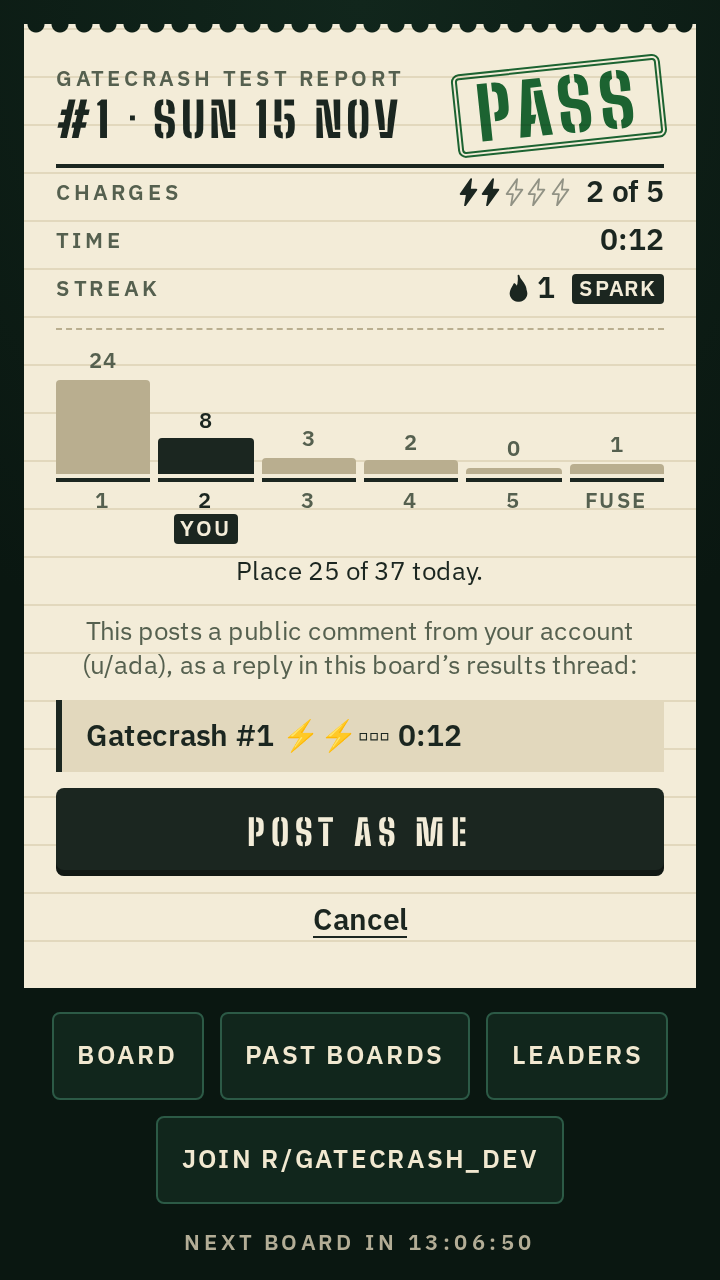 GATECRASH TEST REPORT
#1 · SUN 15 NOV
PASS
CHARGES 2 of 5
TIME 0:12
STREAK 1 SPARK
24 8 3 2 0 1
1 2 3 4 5 FUSE
YOU
Place 25 of 37 today.
This posts a public comment from your account
(u/ada), as a reply in this board’s results thread:
Gatecrash #1 ⚡⚡▫▫▫ 0:12
POST AS ME
Cancel
BOARD PAST BOARDS LEADERS
JOIN R/GATECRASH_DEV
NEXT BOARD IN 13:06:50